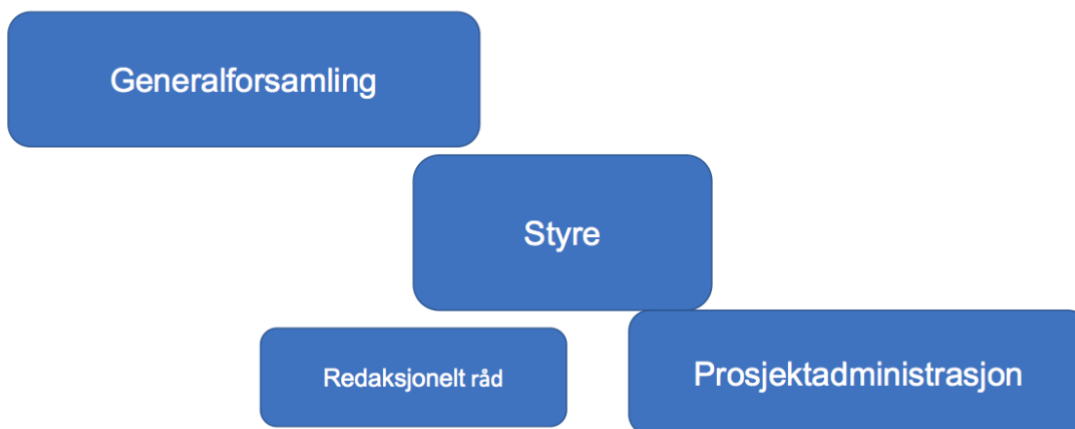 Generalforsamling
Styre
Redaksjonelt råd
Prosjektadministrasjon